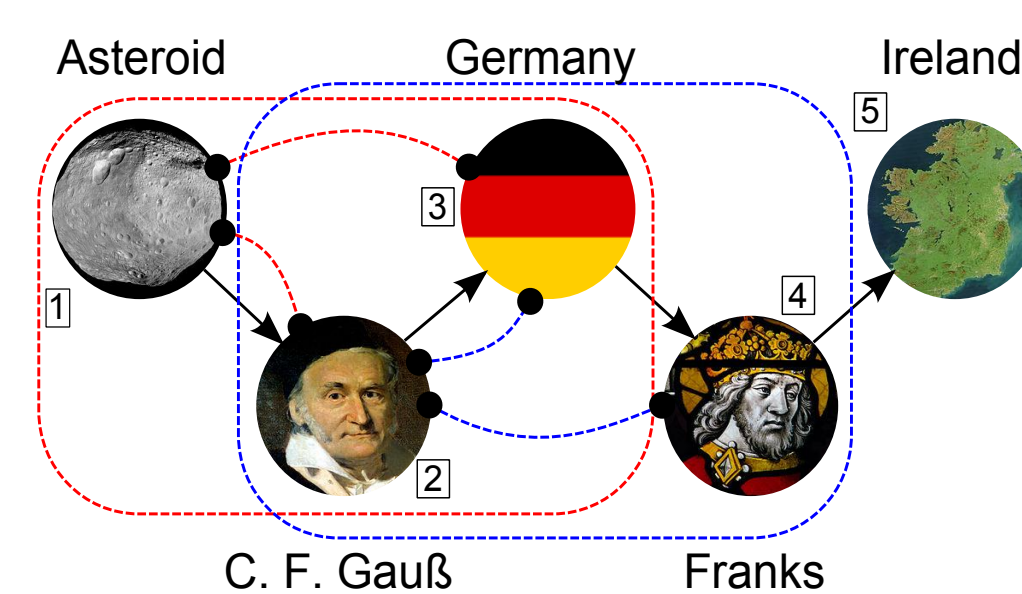 Asteroid
Germany
Ireland
5
3
4
1
2
C. F. Gauß
Franks